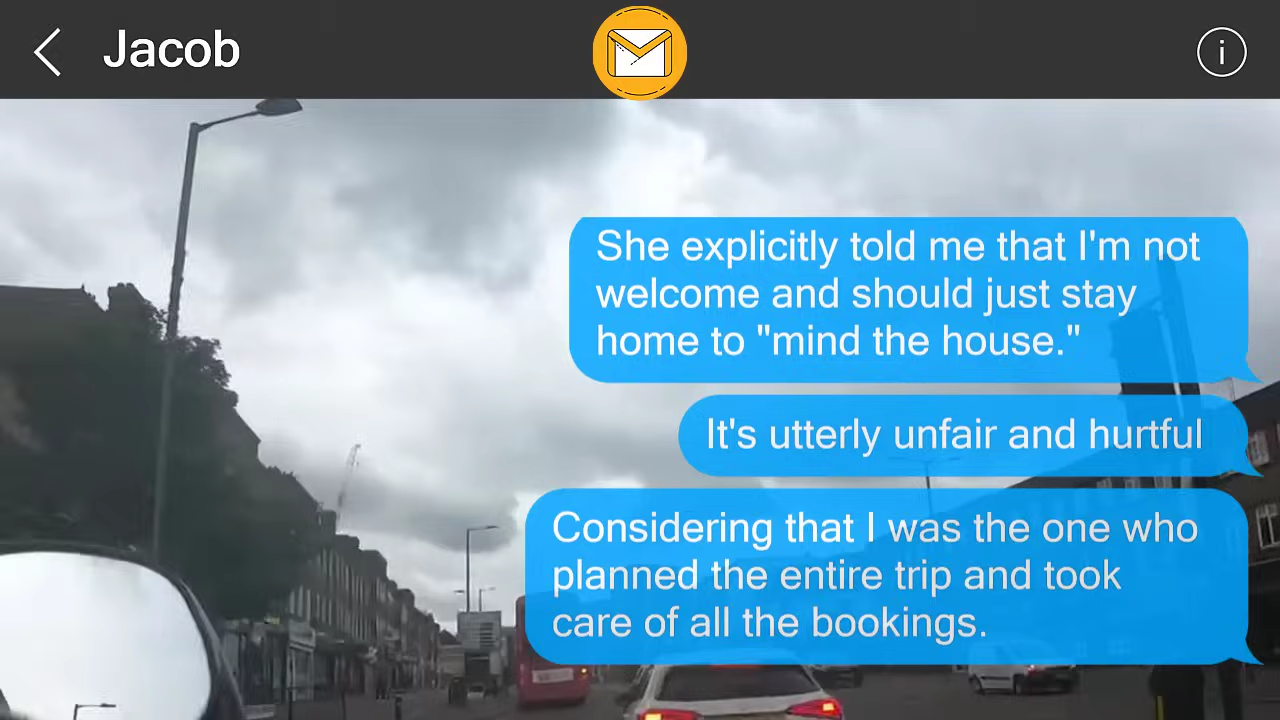 Jacob
i
She explicitly told me that I'm not
welcome and should just stay
home to "mind the house."
It's utterly unfair and hurtful
Considering that I was the one who
planned the entire trip and took
care of all the bookings.